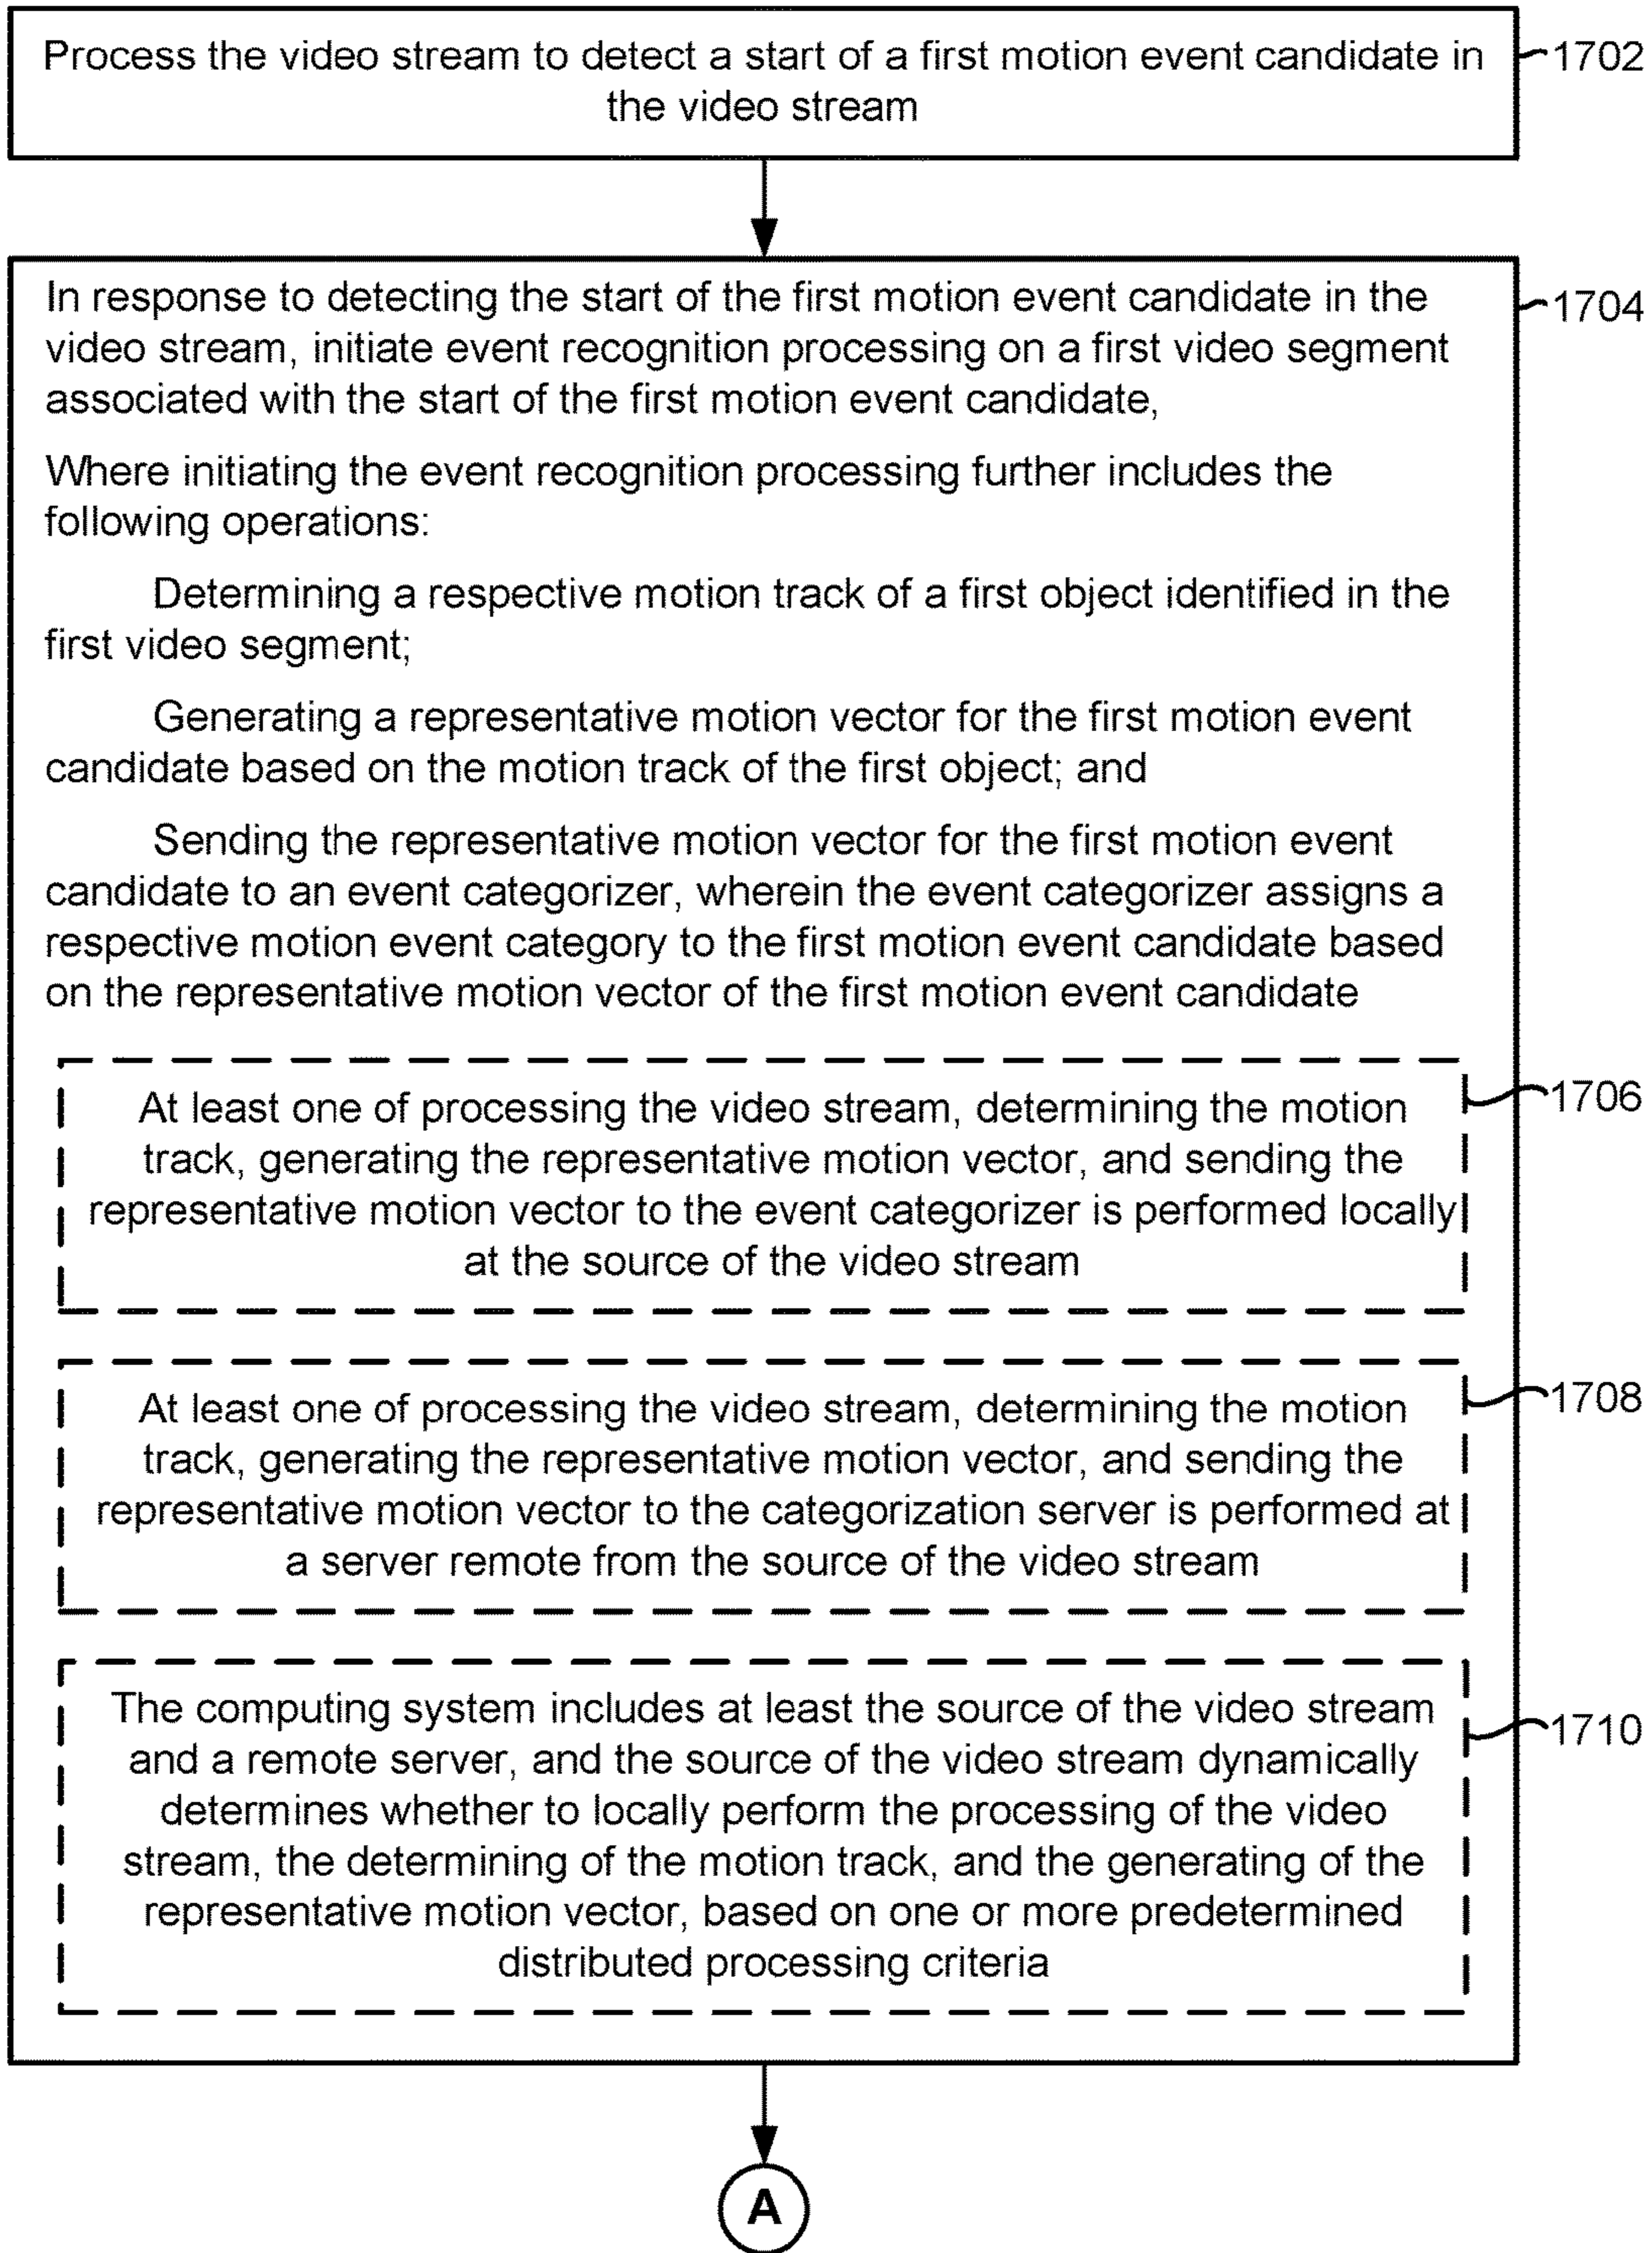 Process the video stream to detect a start of a first motion event candidate in
the video stream
1702
In response to detecting the start of the first motion event candidate in the
video stream, initiate event recognition processing on a first video segment
associated with the start of the first motion event candidate,
1704
Where initiating the event recognition processing further includes the
following operations:
Determining a respective motion track of a first object identified in the
first video segment;
Generating a representative motion vector for the first motion event
candidate based on the motion track of the first object; and
Sending the representative motion vector for the first motion event
candidate to an event categorizer, wherein the event categorizer assigns a
respective motion event category to the first motion event candidate based
on the representative motion vector of the first motion event candidate
At least one of processing the video stream, determining the motion
track, generating the representative motion vector, and sending the
representative motion vector to the event categorizer is performed locally
at the source of the video stream
1706
At least one of processing the video stream, determining the motion
track, generating the representative motion vector, and sending the
representative motion vector to the categorization server is performed at
a server remote from the source of the video stream
1708
The computing system includes at least the source of the video stream
and a remote server, and the source of the video stream dynamically
determines whether to locally perform the processing of the video
stream, the determining of the motion track, and the generating of the
representative motion vector, based on one or more predetermined
distributed processing criteria
1710
A